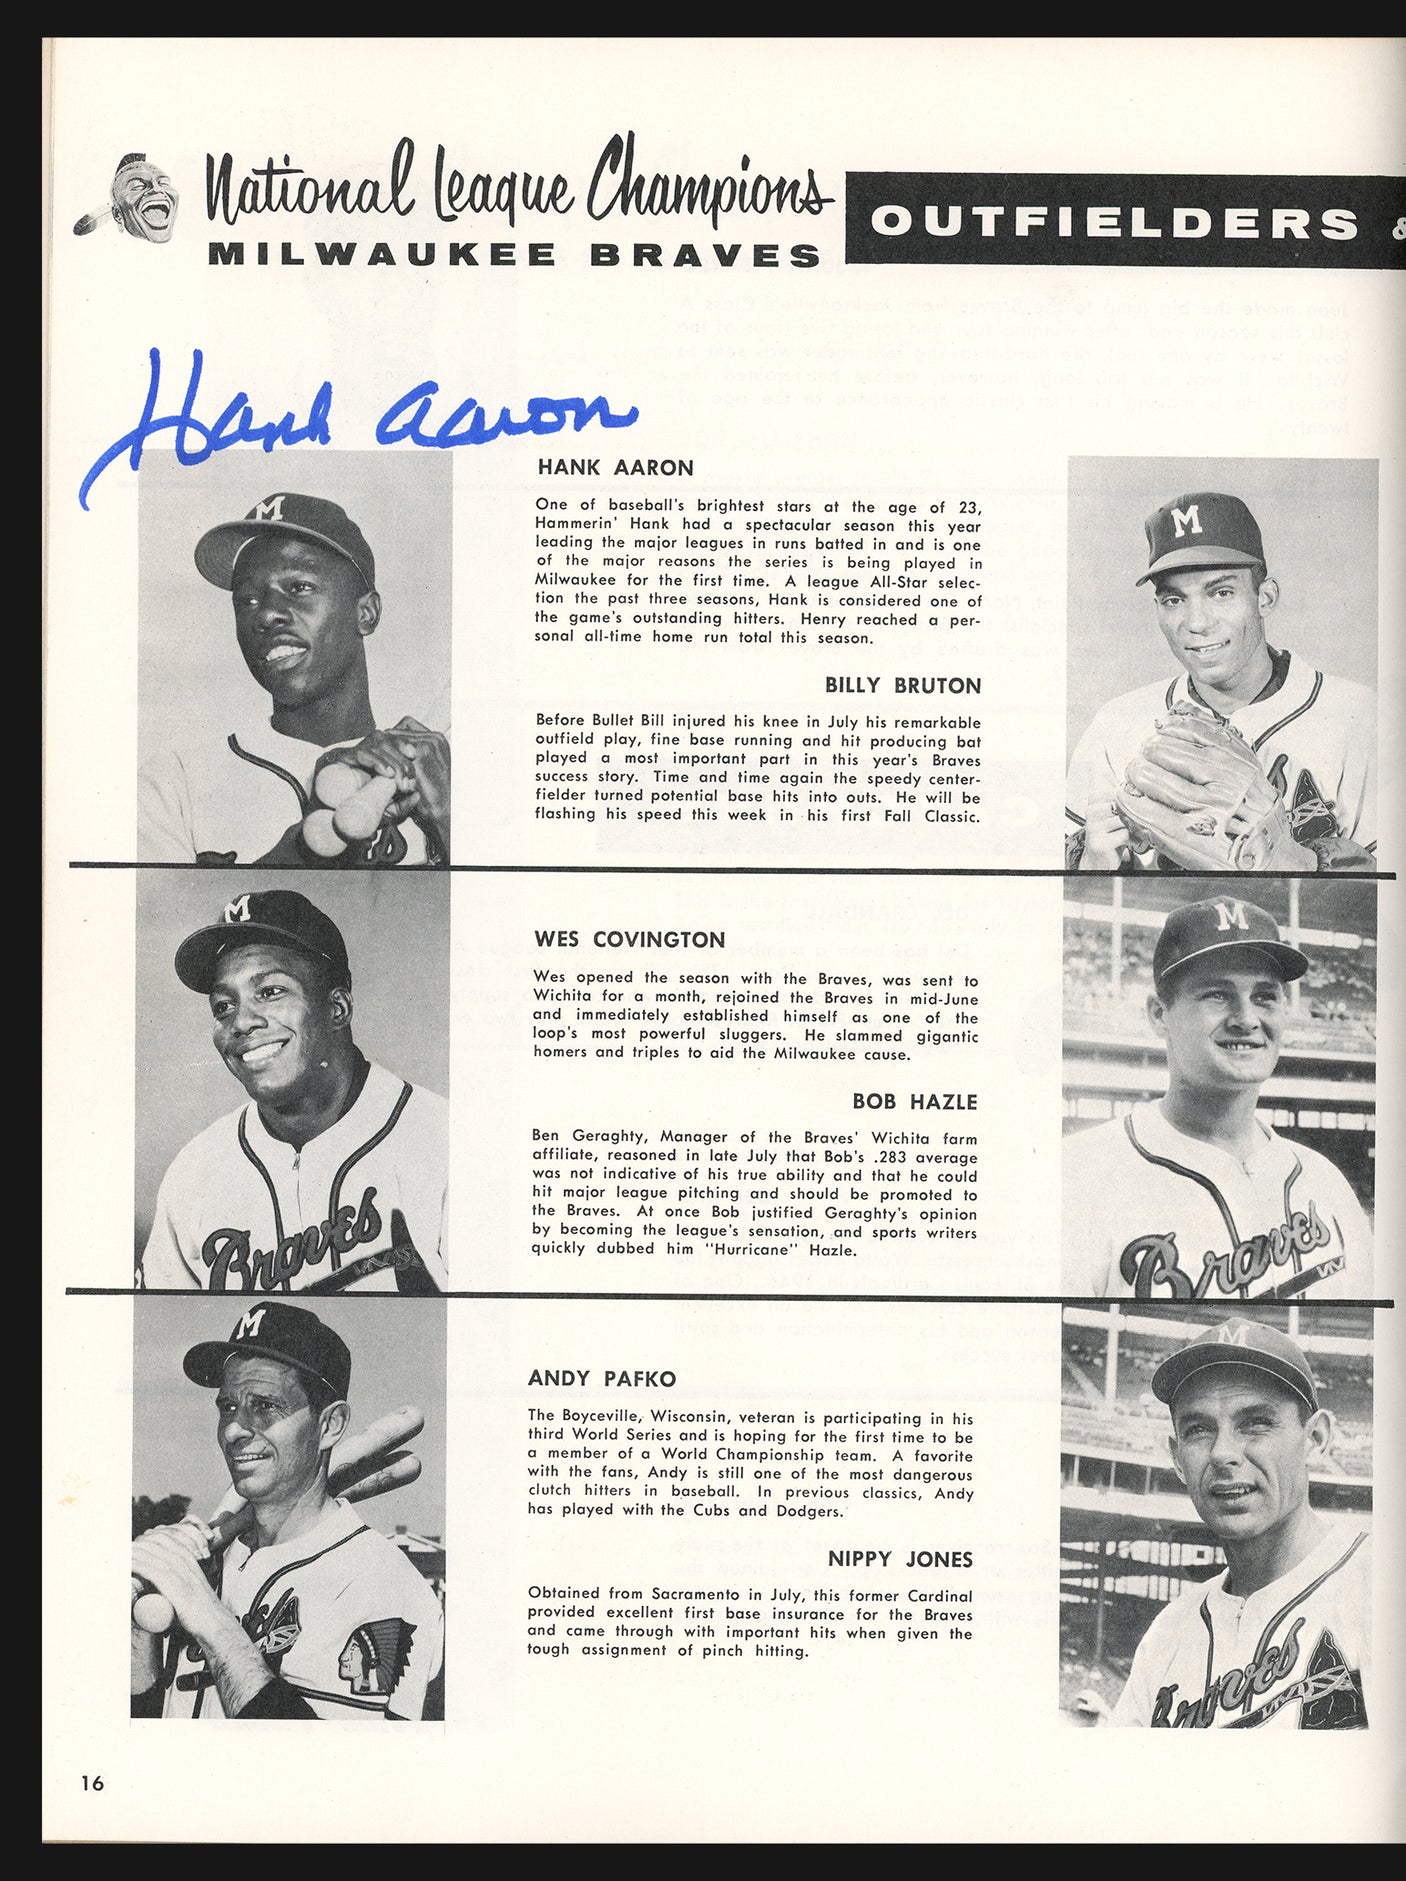 National League Champions
MILWAUKEE BRAVES
OUTFIELDERS &
Hank Aaron
HANK AARON
One of baseball's brightest stars at the age of 23,
Hammerin' Hank had a spectacular season this year
leading the major leagues in runs batted in and is one
of the major reasons the series is being played in
Milwaukee for the first time. A league All-Star selec-
tion the past three seasons, Hank is considered one of
the game's outstanding hitters. Henry reached a per-
sonal all-time home run total this season.
BILLY BRUTON
Before Bullet Bill injured his knee in July his remarkable
outfield play, fine base running and hit producing bat
played a most important part in this year's Braves
success story. Time and time again the speedy center-
fielder turned potential base hits into outs. He will be
flashing his speed this week in his first Fall Classic.
WES COVINGTON
Wes opened the season with the Braves, was sent to
Wichita for a month, rejoined the Braves in mid-June
and immediately established himself as one of the
loop's most powerful sluggers. He slammed gigantic
homers and triples to aid the Milwaukee cause.
BOB HAZLE
Ben Geraghty, Manager of the Braves' Wichita farm
affiliate, reasoned in late July that Bob's .283 average
was not indicative of his true ability and that he could
hit major league pitching and should be promoted to
the Braves. At once Bob justified Geraghty's opinion
by becoming the league's sensation, and sports writers
quickly dubbed him "Hurricane" Hazle.
ANDY PAFKO
The Boyceville, Wisconsin, veteran is participating in his
third World Series and is hoping for the first time to be
a member of a World Championship team. A favorite
with the fans, Andy is still one of the most dangerous
clutch hitters in baseball. In previous classics, Andy
has played with the Cubs and Dodgers.
NIPPY JONES
Obtained from Sacramento in July, this former Cardinal
provided excellent first base insurance for the Braves
and came through with important hits when given the
tough assignment of pinch hitting.
M
M
M
Braves
M
Braves
M
M
Braves
16